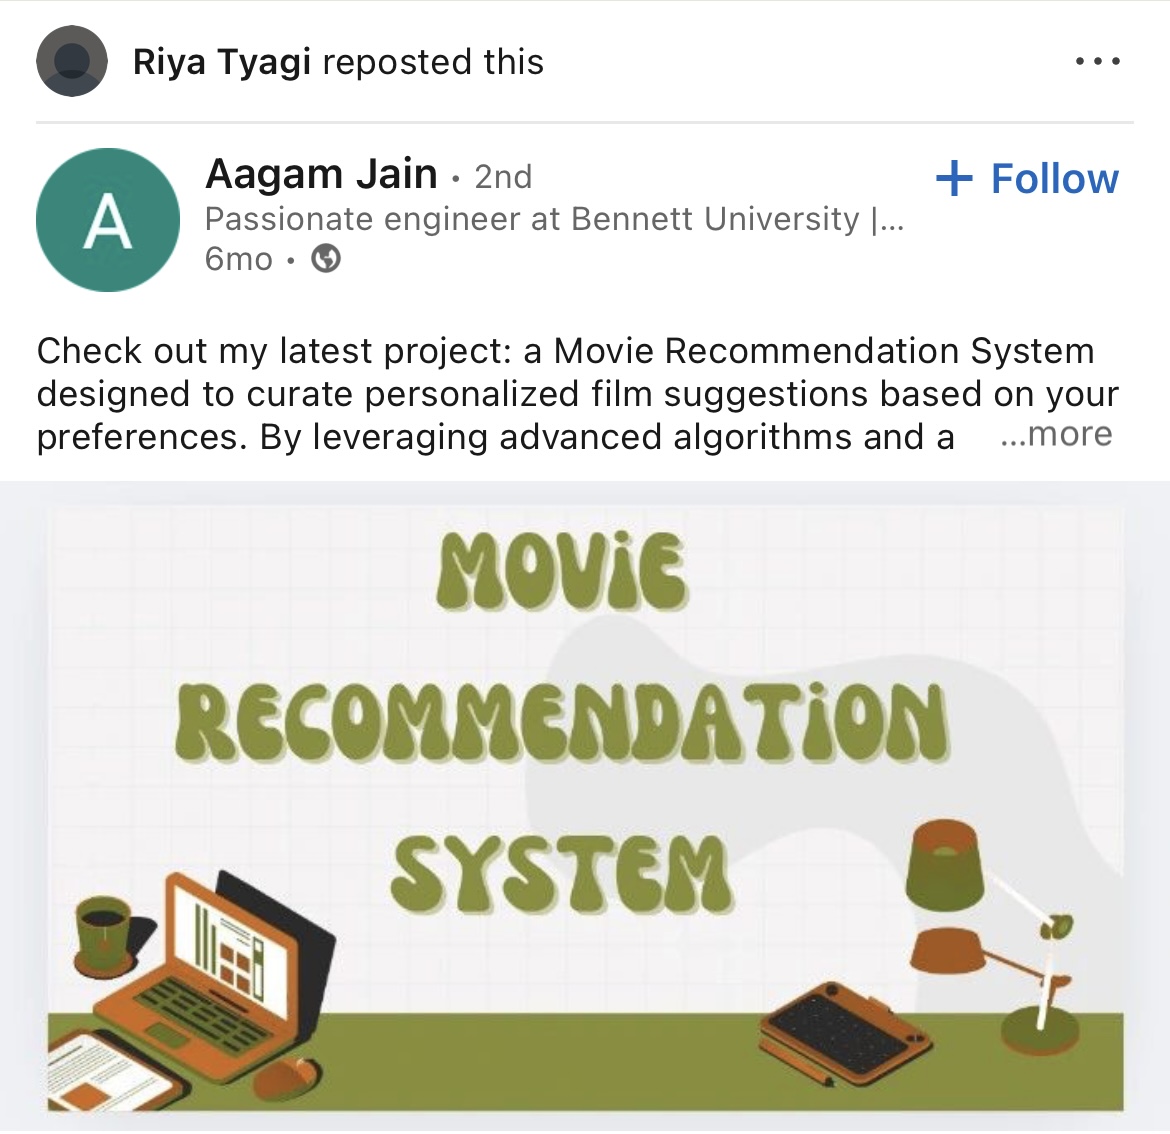 Riya Tyagi reposted this
A
Aagam Jain • 2nd
+ Follow
Passionate engineer at Bennett University |...
6mo •
Check out my latest project: a Movie Recommendation System
designed to curate personalized film suggestions based on your
preferences. By leveraging advanced algorithms and a ...more
MOViE
RECOMMENDATiON
SYSTEM